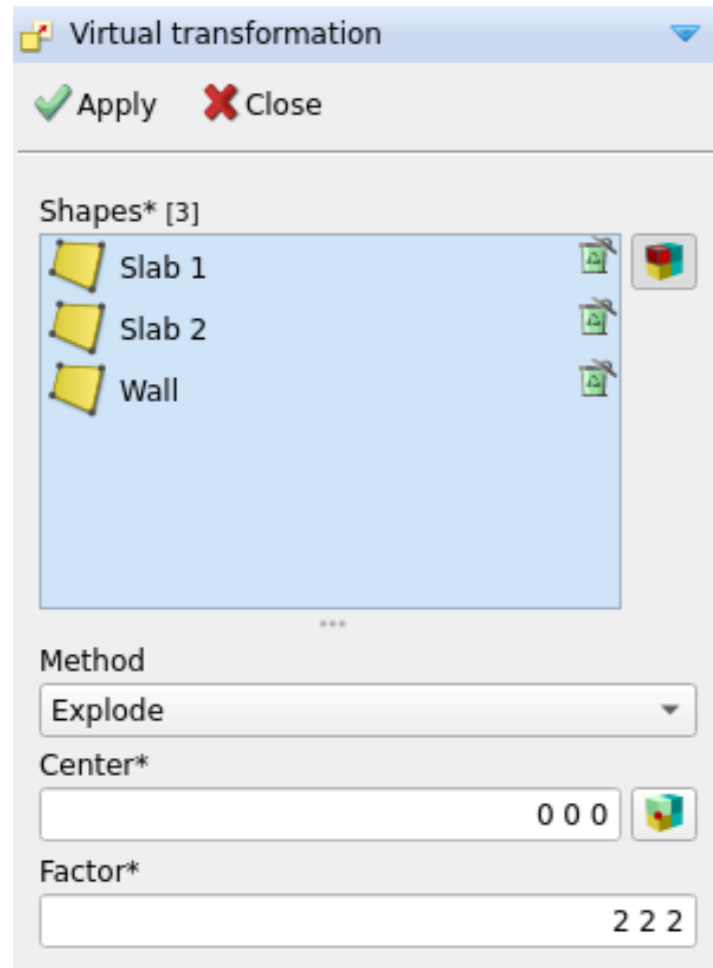 Virtual transformation
Apply Close
Shapes* [3]
Slab 1
Slab 2
Wall
Method
Explode
Center*
0 0 0
Factor*
2 2 2